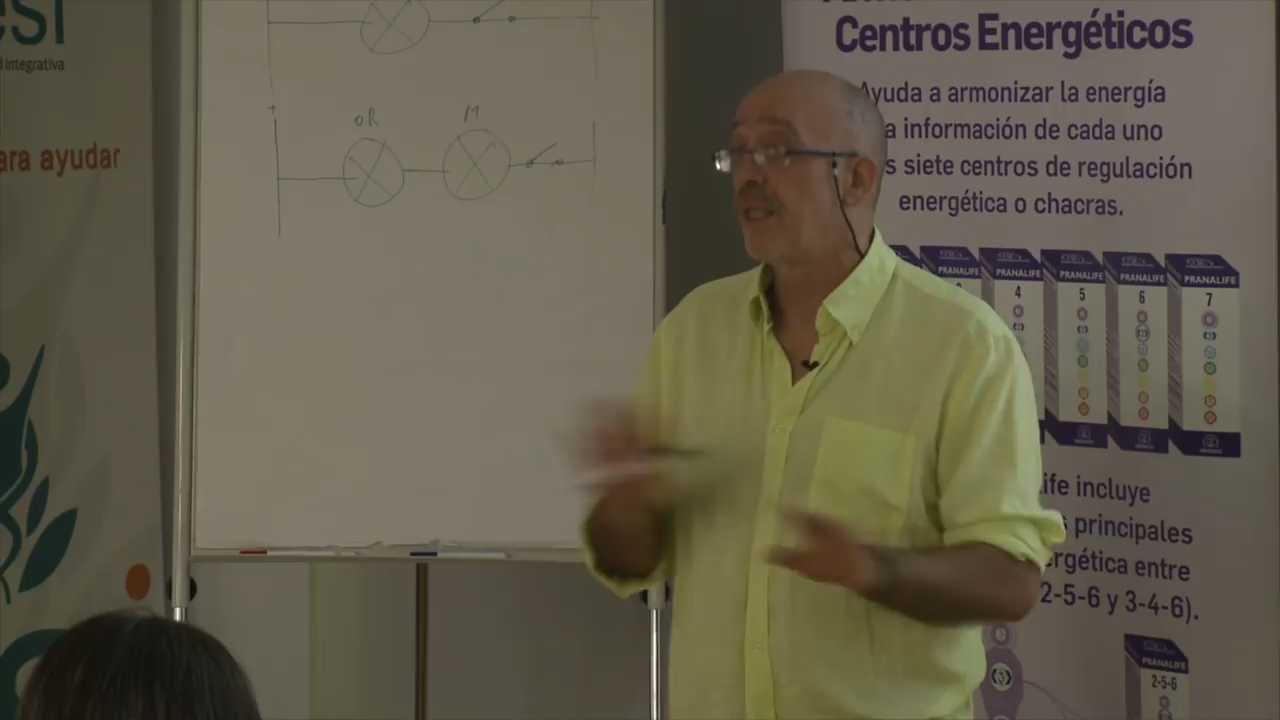 esi
Integrativa
ara ayudar
+
OR
M
Centros Energéticos
Ayuda a armonizar la energía
a información de cada uno
s siete centros de regulación
energética o chacras.
PRANALIFE
PRANALIFE
4
PRANALIFE
5
PRANALIFE
6
PRANALIFE
7
ife incluye
principales
rgética entre
2-5-6 y 3-4-6).
PRANALIFE
2-5-6